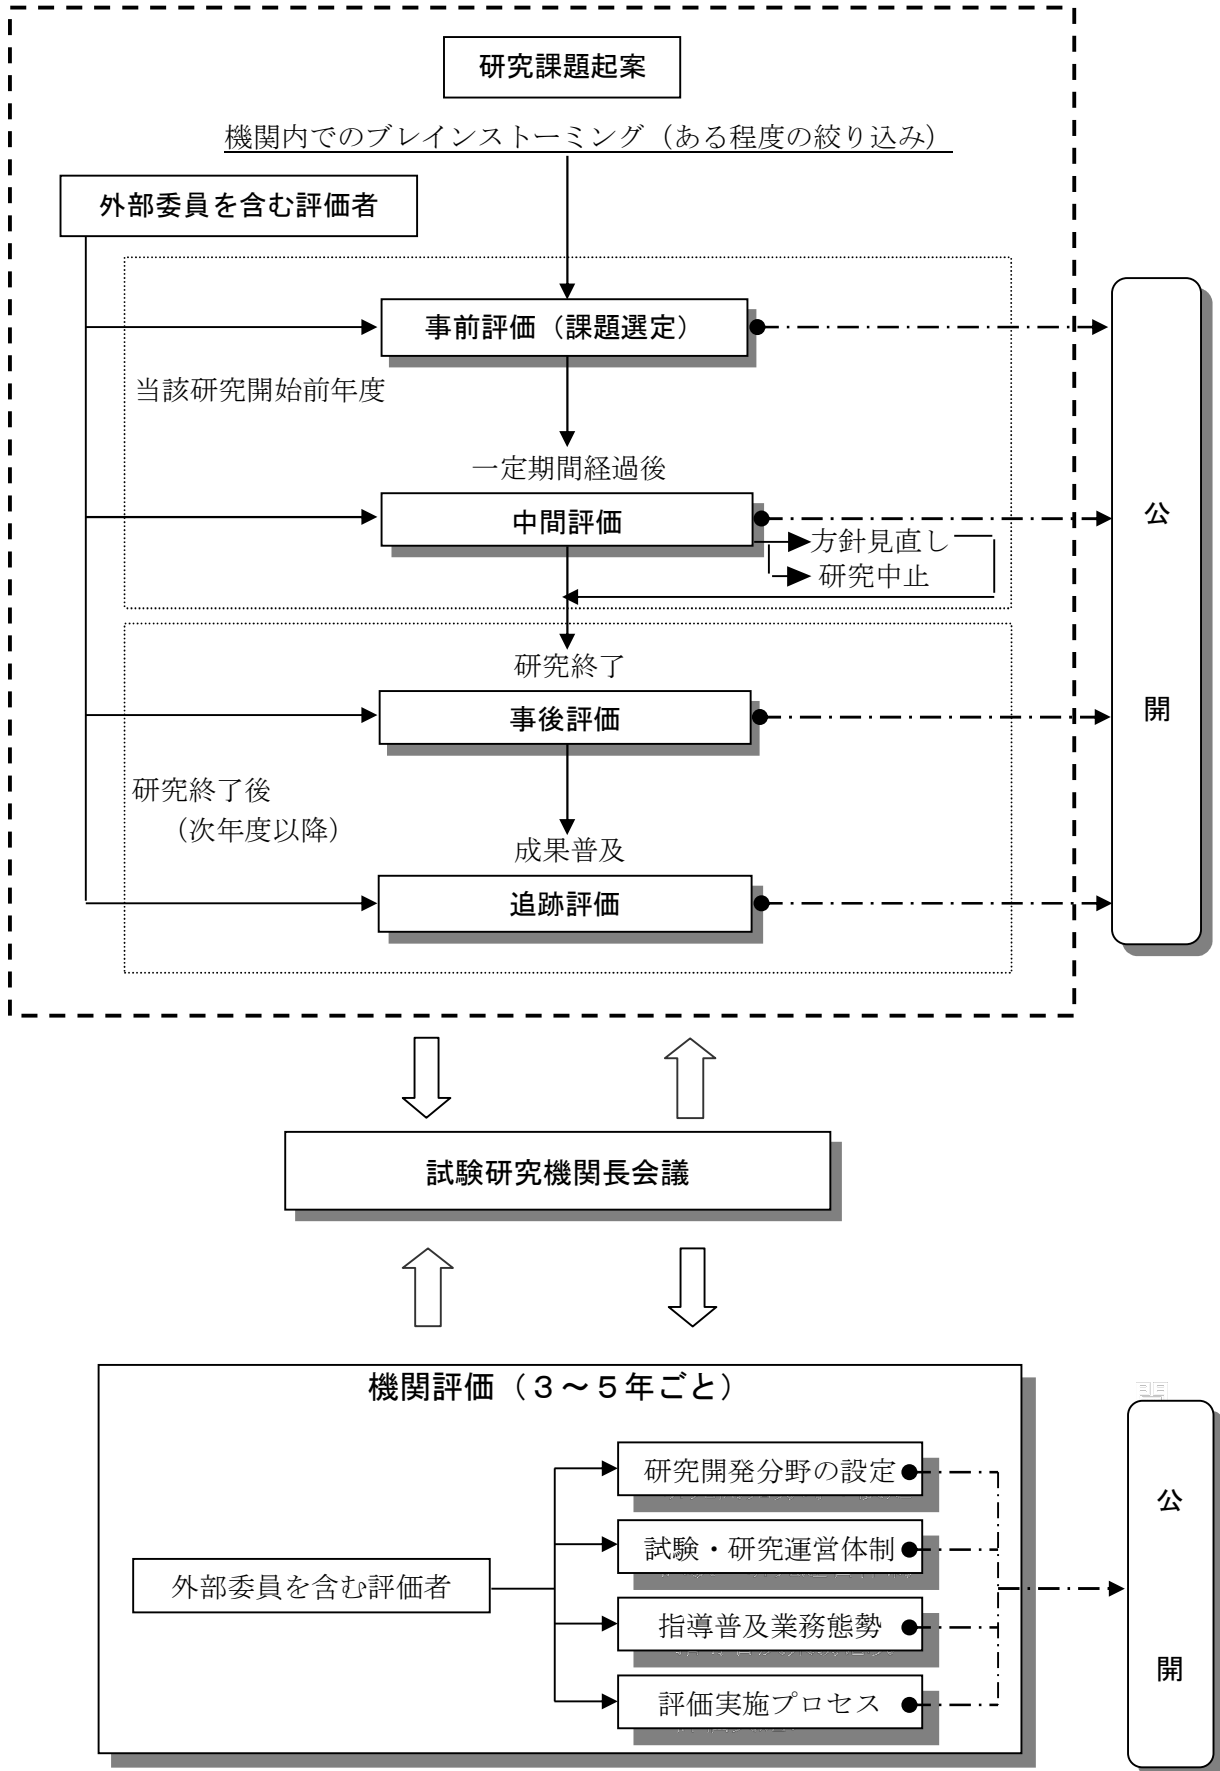 研究課題起案
機関内でのブレインストーミング（ある程度の絞り込み）
外部委員を含む評価者
事前評価（課題選定）
当該研究開始前年度
一定期間経過後
中間評価
方針見直し
研究中止
研究終了
事後評価
研究終了後
（次年度以降）
成果普及
追跡評価
公
開
試験研究機関長会議
機関評価（３～５年ごと）
研究開発分野の設定
試験・研究運営体制
外部委員を含む評価者
指導普及業務態勢
評価実施プロセス
公
開